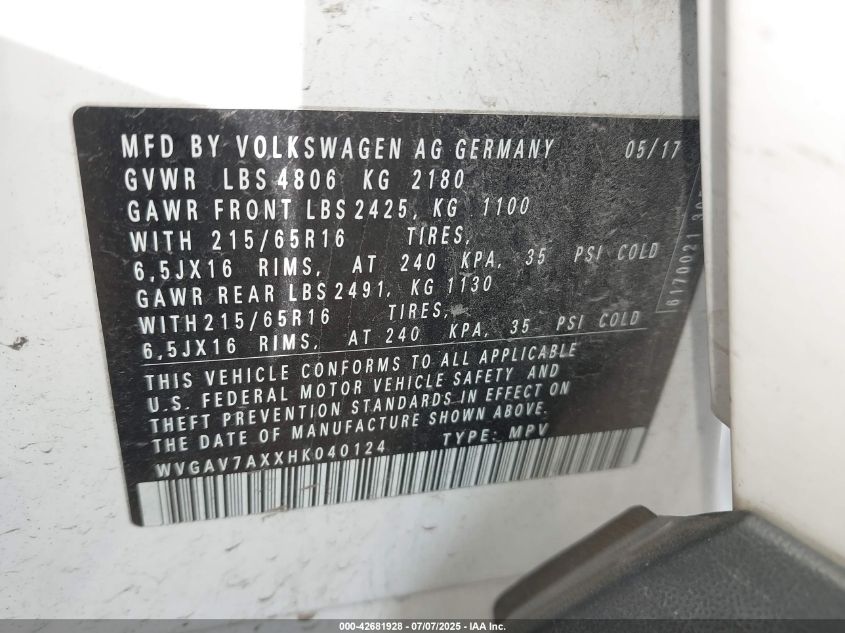 MFD BY VOLKSWAGEN AG GERMANY 05/17
GVWR LBS 4806 KG 2180
GAWR FRONT LBS 2425, KG 1100
WITH 215/65R16 TIRES,
6,5JX16 RIMS, AT 240 KPA, 35 PSI COLD
GAWR REAR LBS 2491, KG 1130
WITH 215/65R16 TIRES,
6,5JX16 RIMS, AT 240 KPA, 35 PSI COLD
THIS VEHICLE CONFORMS TO ALL APPLICABLE
U.S. FEDERAL MOTOR VEHICLE SAFETY AND
THEFT PREVENTION STANDARDS IN EFFECT ON
THE DATE OF MANUFACTURE SHOWN ABOVE.
WVGAV7AXXHK040124 TYPE: MPV
6170021
000-42681928 - 07/07/2025 - IAA Inc.